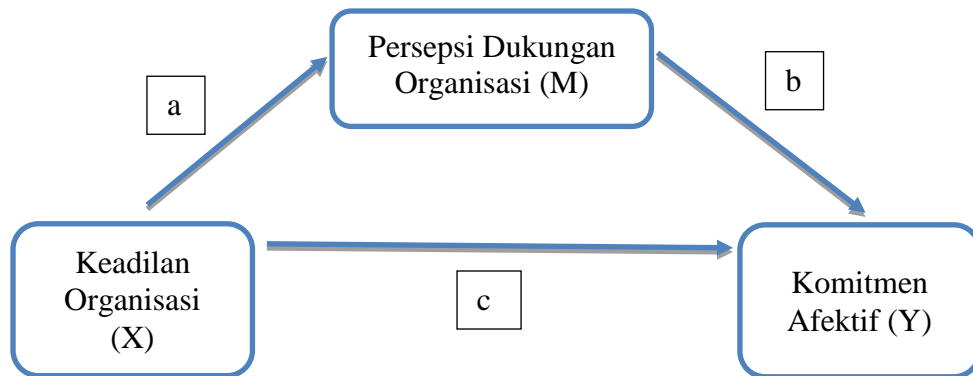 Persepsi Dukungan
Organisasi (M)
a
b
Keadilan
Organisasi
(X)
c
Komitmen
Afektif (Y)